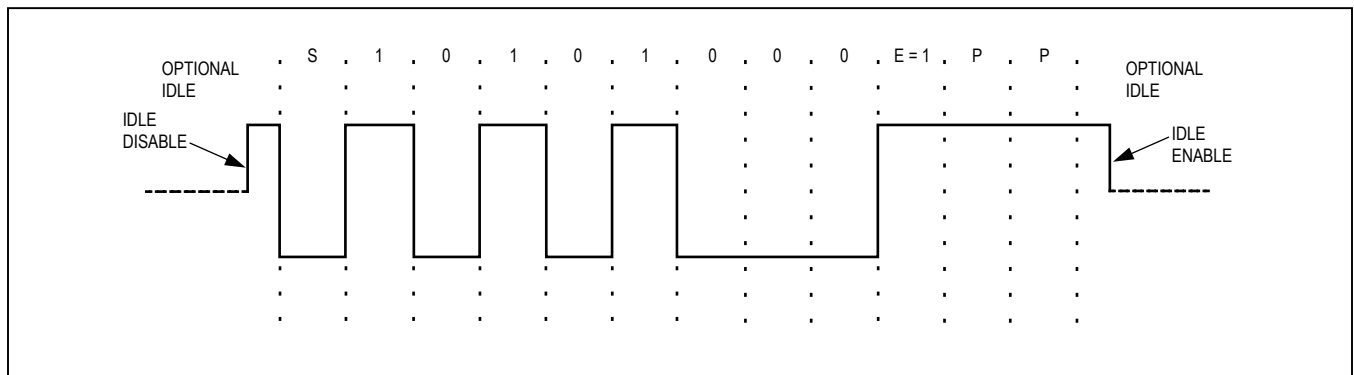 S 1 0 1 0 1 0 0 0 E = 1 P P
OPTIONAL
IDLE
OPTIONAL
IDLE
IDLE
DISABLE
IDLE
ENABLE